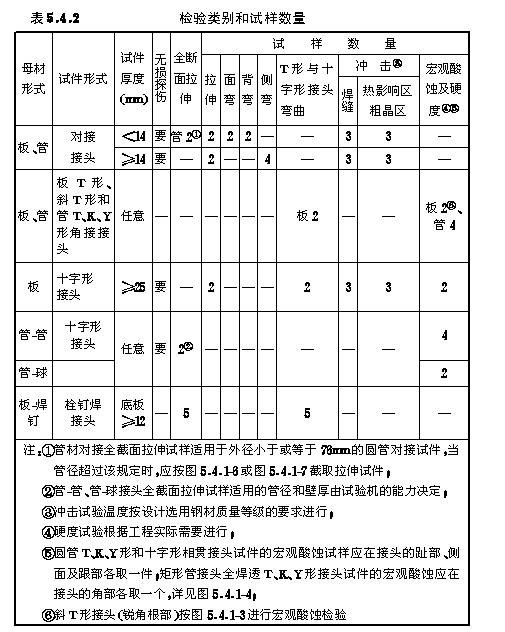 表5.4.2 检验类别和试样数量
母材形式 试件形式 试件厚度(mm) 无损探伤 全断面拉伸 试样数量
拉伸 面弯 背弯 侧弯 T形与十字形接头弯曲 冲击③ 宏观酸蚀及硬度④⑤
焊缝 热影响区粗晶区
板、管 对接接头 <14 要 管2① 2 2 2 — — 3 3 —
≥14 要 — 2 — — 4 — 3 3 —
板、管 板T形、斜T形和管T、K、Y形角接接头 任意 — — — — — — 板2 — — 板2⑥、管4
板 十字形接头 ≥25 要 — 2 — — — 2 3 3 2
管-管 十字形接头 任意 要 2② — — — — — — — 4
管-球 2
板-焊钉 栓钉焊接头 底板≥12 — 5 — — — — 5 — — —
注:①管材对接全截面拉伸试样适用于外径小于或等于76mm的圆管对接试件,当
管径超过该规定时,应按图5.4.1-6或图5.4.1-7截取拉伸试件;
②管-管、管-球接头全截面拉伸试样适用的管径和壁厚由试验机的能力决定;
③冲击试验温度按设计选用钢材质量等级的要求进行;
④硬度试验根据工程实际需要进行;
⑤圆管T、K、Y形和十字形相贯接头试件的宏观酸蚀试样应在接头的趾部、侧
面及跟部各取一件;矩形管接头全焊透T、K、Y形接头试件的宏观酸蚀应在
接头的角部各取一个,详见图5.4.1-4;
⑥斜T形接头(锐角根部)按图5.4.1-3进行宏观酸蚀检验